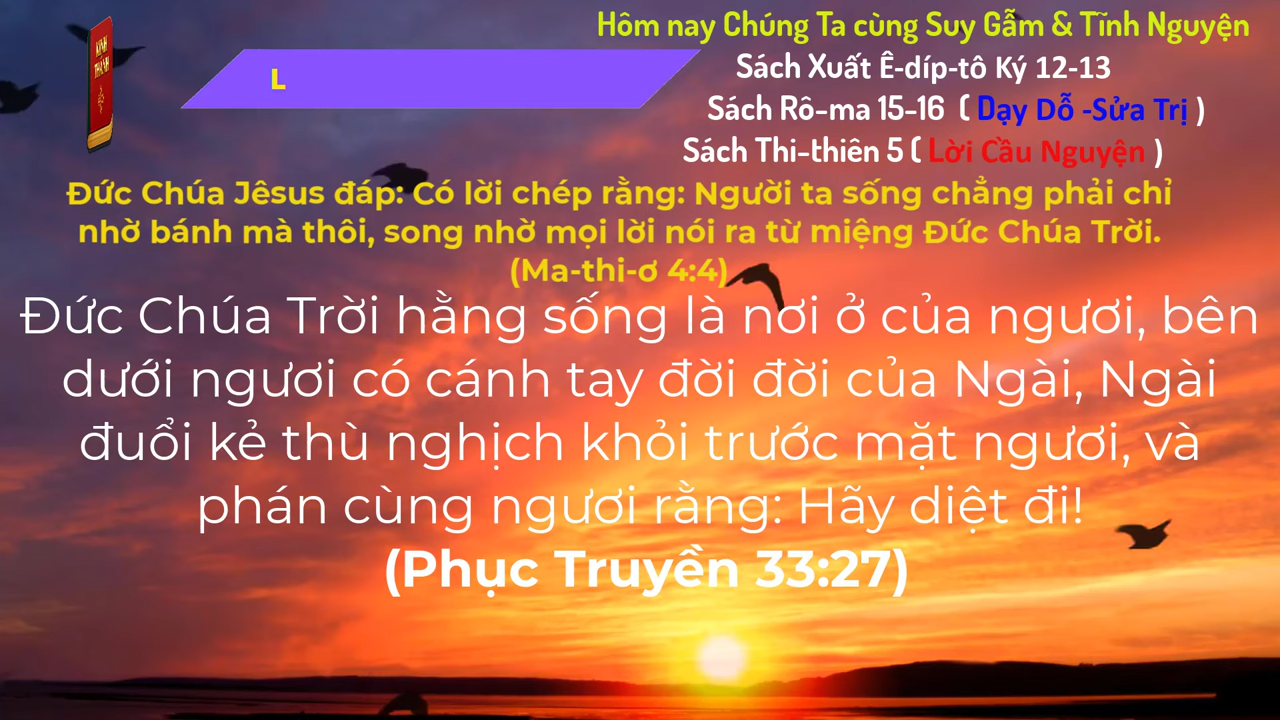 KINH
THÁNH
L
Hôm nay Chúng Ta cùng Suy Gẫm & Tĩnh Nguyện
Sách Xuất Ê-díp-tô Ký 12-13
Sách Rô-ma 15-16 ( Dạy Dỗ -Sửa Trị )
Sách Thi-thiên 5 ( Lời Cầu Nguyện )
Đức Chúa Jêsus đáp: Có lời chép rằng: Người ta sống chẳng phải chỉ
nhờ bánh mà thôi, song nhờ mọi lời nói ra từ miệng Đức Chúa Trời.
(Ma-thi-ơ 4:4)
Đức Chúa Trời hằng sống là nơi ở của ngươi, bên
dưới ngươi có cánh tay đời đời của Ngài, Ngài
đuổi kẻ thù nghịch khỏi trước mặt ngươi, và
phán cùng ngươi rằng: Hãy diệt đi!
(Phục Truyền 33:27)